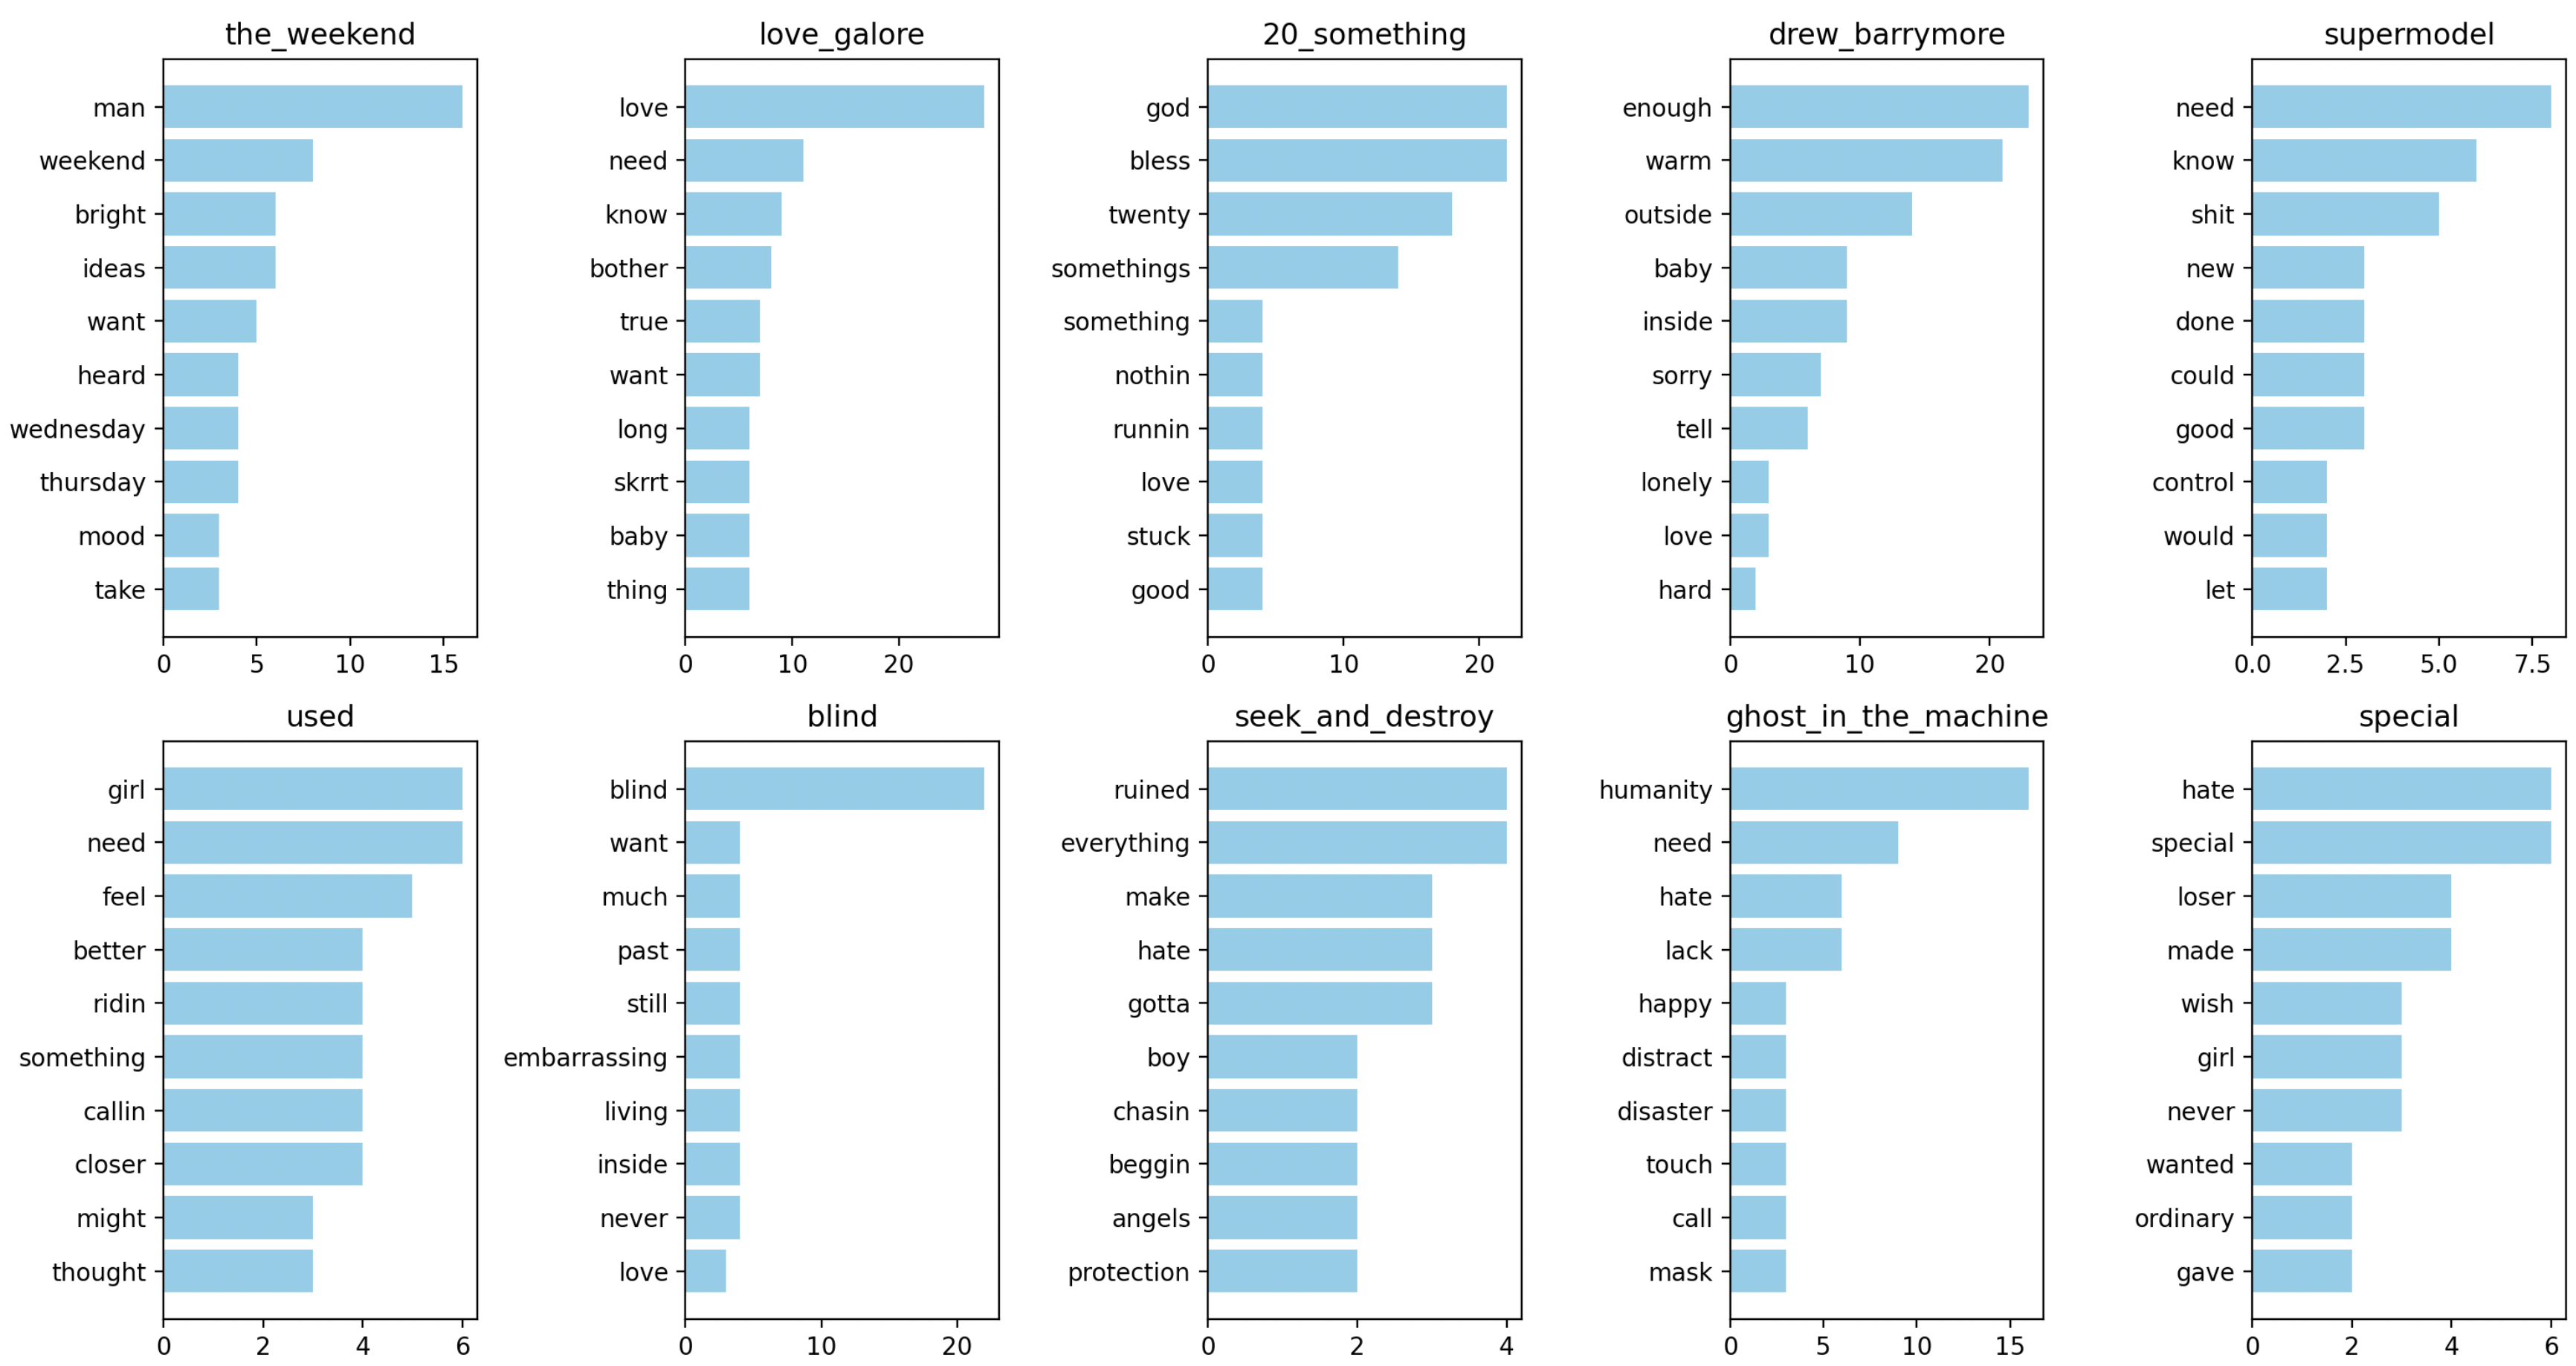 the_weekend
man
weekend
bright
ideas
want
heard
wednesday
thursday
mood
take
0 5 10 15
love_galore
love
need
know
bother
true
want
long
skrrt
baby
thing
0 10 20
20_something
god
bless
twenty
somethings
something
nothin
runnin
love
stuck
good
0 10 20
drew_barrymore
enough
warm
outside
baby
inside
sorry
tell
lonely
love
hard
0 10 20
supermodel
need
know
shit
new
done
could
good
control
would
let
0.0 2.5 5.0 7.5
used
girl
need
feel
better
ridin
something
callin
closer
might
thought
0 2 4 6
blind
blind
want
much
past
still
embarrassing
living
inside
never
love
0 10 20
seek_and_destroy
ruined
everything
make
hate
gotta
boy
chasin
beggin
angels
protection
0 2 4
ghost_in_the_machine
humanity
need
hate
lack
happy
distract
disaster
touch
call
mask
0 5 10 15
special
hate
special
loser
made
wish
girl
never
wanted
ordinary
gave
0 2 4 6